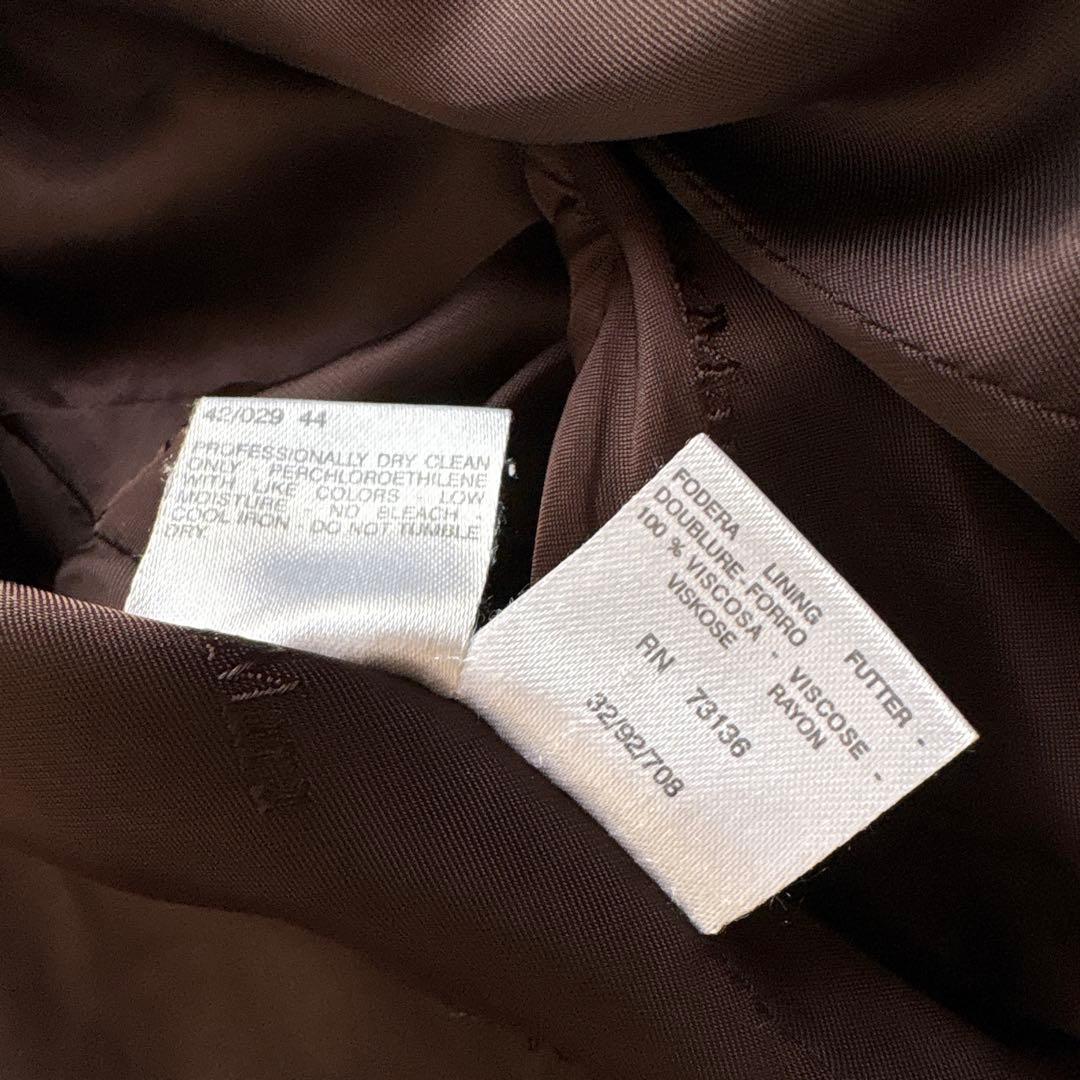 42/029 44
PROFESSIONALLY DRY CLEAN
ONLY - PERCHLOROETHILENE
WITH LIKE COLORS - LOW
MOISTURE - NO BLEACH -
COOL IRON - DO NOT TUMBLE
DRY
FODERA LINING FUTTER -
DOUBLURE-FORRO
100 % VISCOSA - VISCOSE -
VISKOSE RAYON
RN 73136
32/92/708